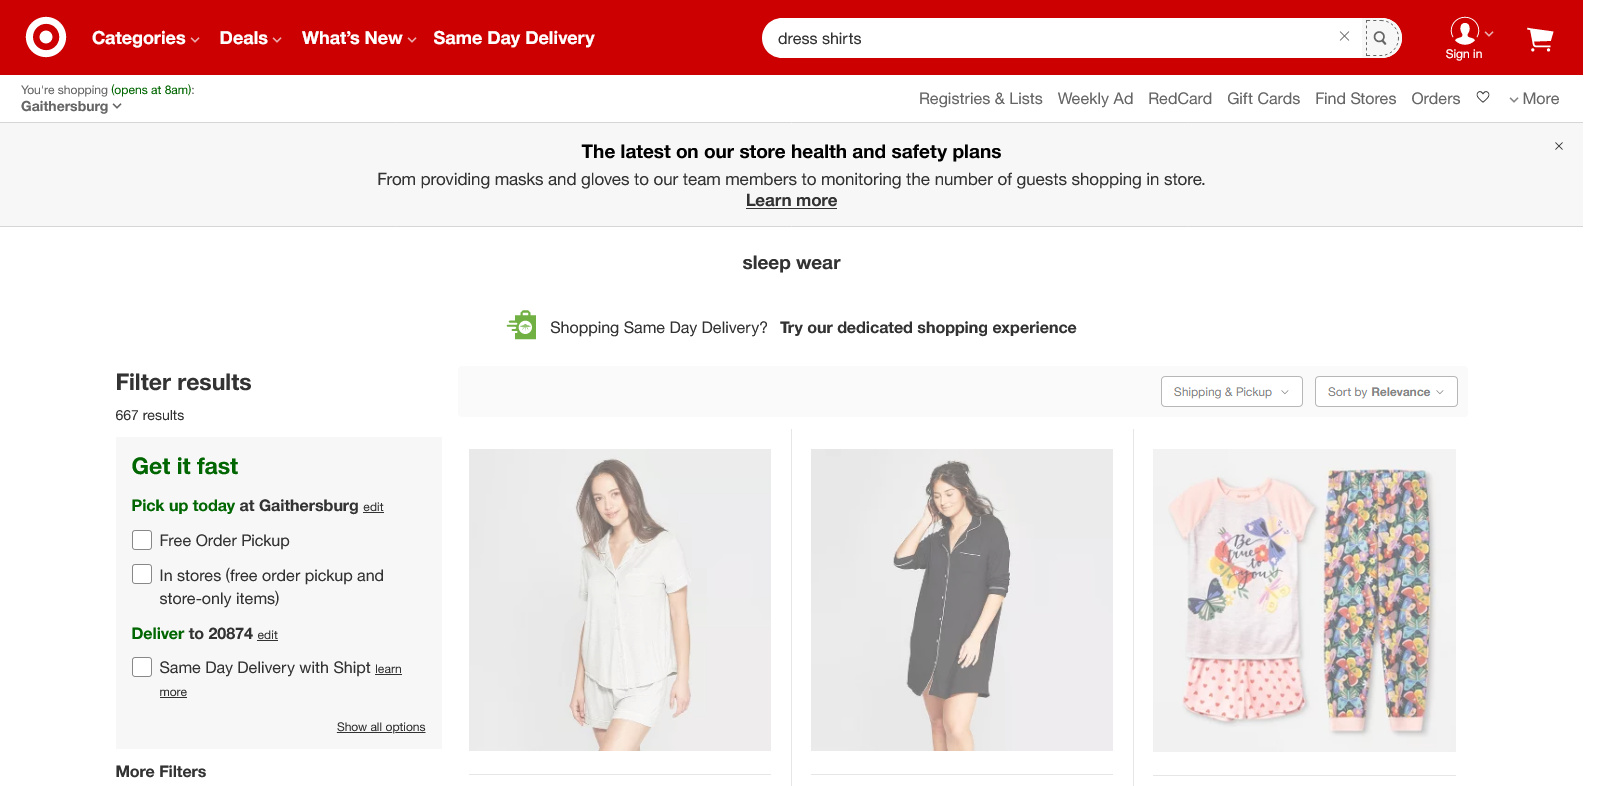 Categories Deals What's New Same Day Delivery
dress shirts
Sign in
You're shopping (opens at 8am):
Gaithersburg
Registries & Lists Weekly Ad RedCard Gift Cards Find Stores Orders More
The latest on our store health and safety plans
From providing masks and gloves to our team members to monitoring the number of guests shopping in store.
Learn more
sleep wear
Shopping Same Day Delivery? Try our dedicated shopping experience
Filter results
667 results
Shipping & Pickup
Sort by Relevance
Get it fast
Pick up today at Gaithersburg edit
Free Order Pickup
In stores (free order pickup and
store-only items)
Deliver to 20874 edit
Same Day Delivery with Shipt learn
more
Show all options
More Filters
Be
true
to
you